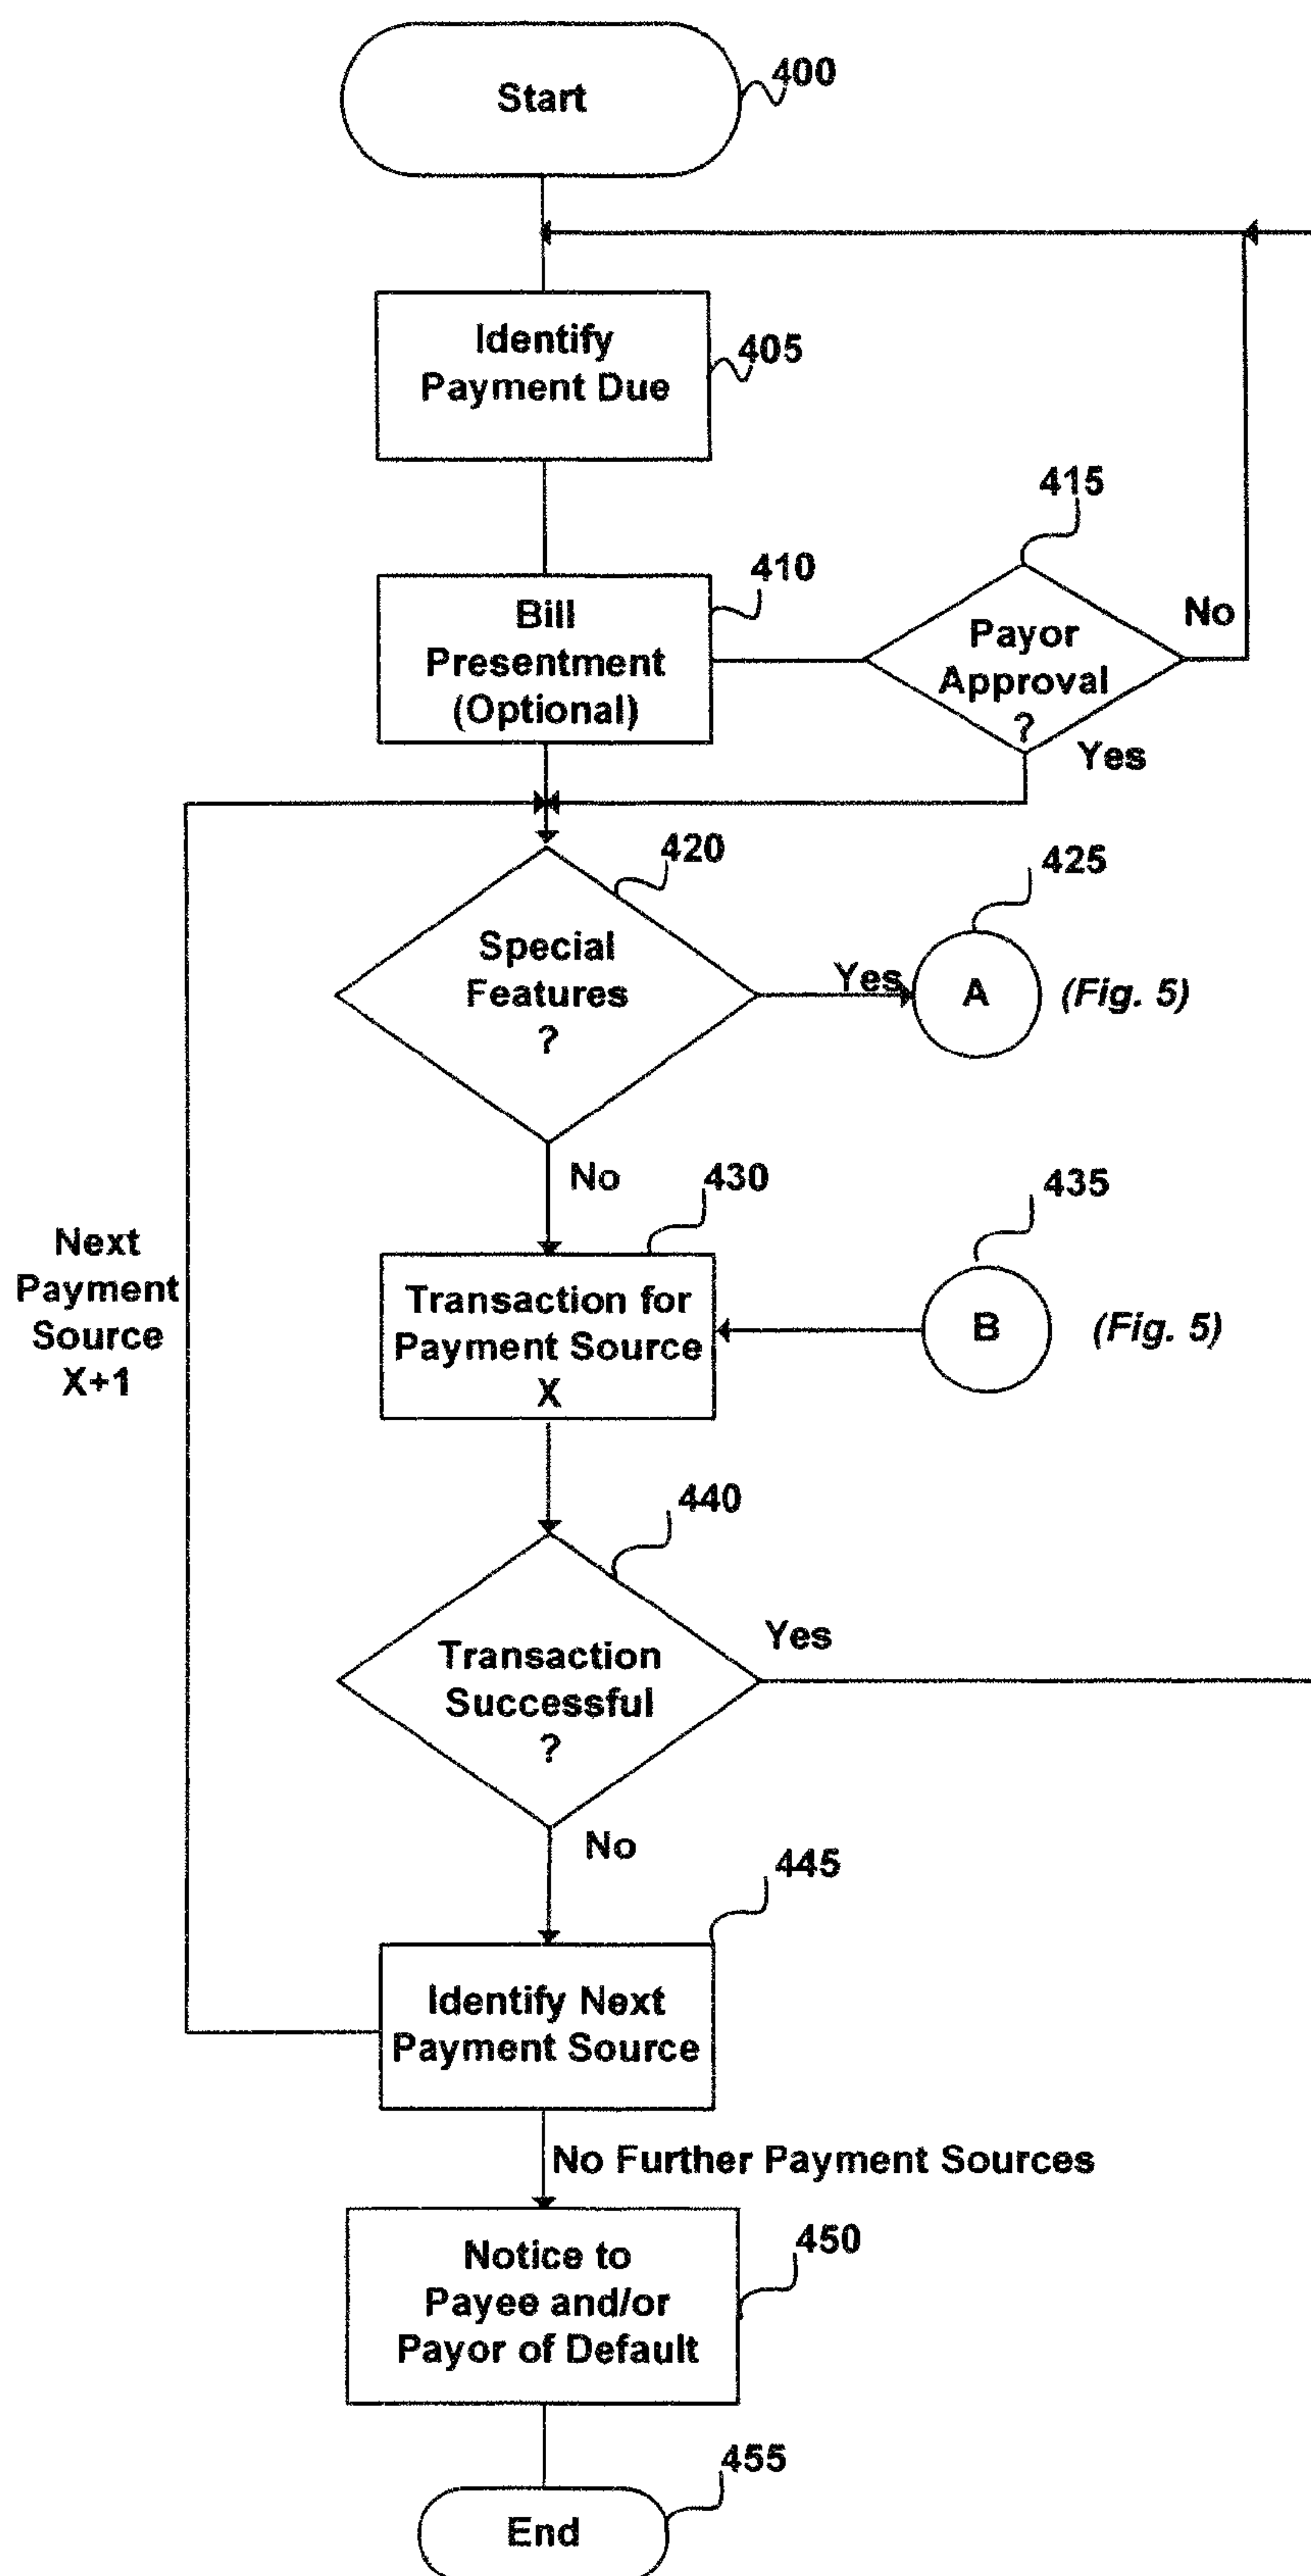 Start
400
Identify
Payment Due
405
Bill
Presentment
(Optional)
410
415
Payor
Approval
?
No
Yes
420
Special
Features
?
Yes
425
A
(Fig. 5)
No
430
Transaction for
Payment Source
X
435
B
(Fig. 5)
Next
Payment
Source
X+1
440
Transaction
Successful
?
Yes
No
445
Identify Next
Payment Source
No Further Payment Sources
Notice to
Payee and/or
Payor of Default
450
455
End